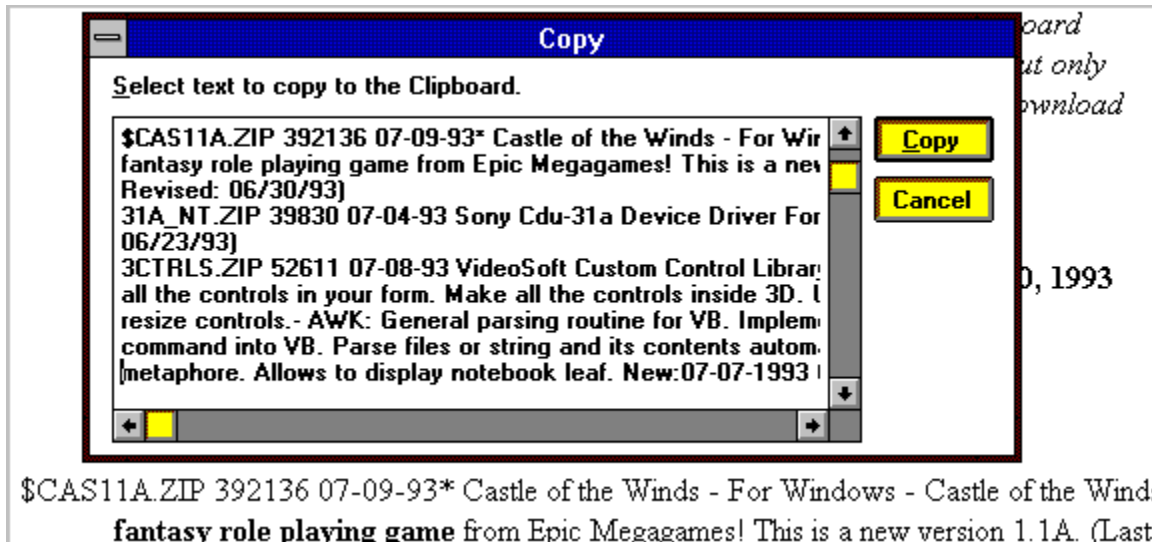 oard
Copy
ut only
Select text to copy to the Clipboard.
ownload
$CAS11A.ZIP 392136 07-09-93* Castle of the Winds - For Wir
Copy
fantasy role playing game from Epic Megagames! This is a new
Revised: 06/30/93)
Cancel
31A_NT.ZIP 39830 07-04-93 Sony Cdu-31a Device Driver For
06/23/93)
3CTRLS.ZIP 52611 07-08-93 VideoSoft Custom Control Library
0, 1993
all the controls in your form. Make all the controls inside 3D.
resize controls.- AWK: General parsing routine for VB. Implem
command into VB. Parse files or string and its contents autom
metaphore. Allows to display notebook leaf. New:07-07-1993
$CAS11A.ZIP 392136 07-09-93* Castle of the Winds - For Windows - Castle of the Winds
fantasy role playing game from Epic Megagames! This is a new version 1.1A. (Last